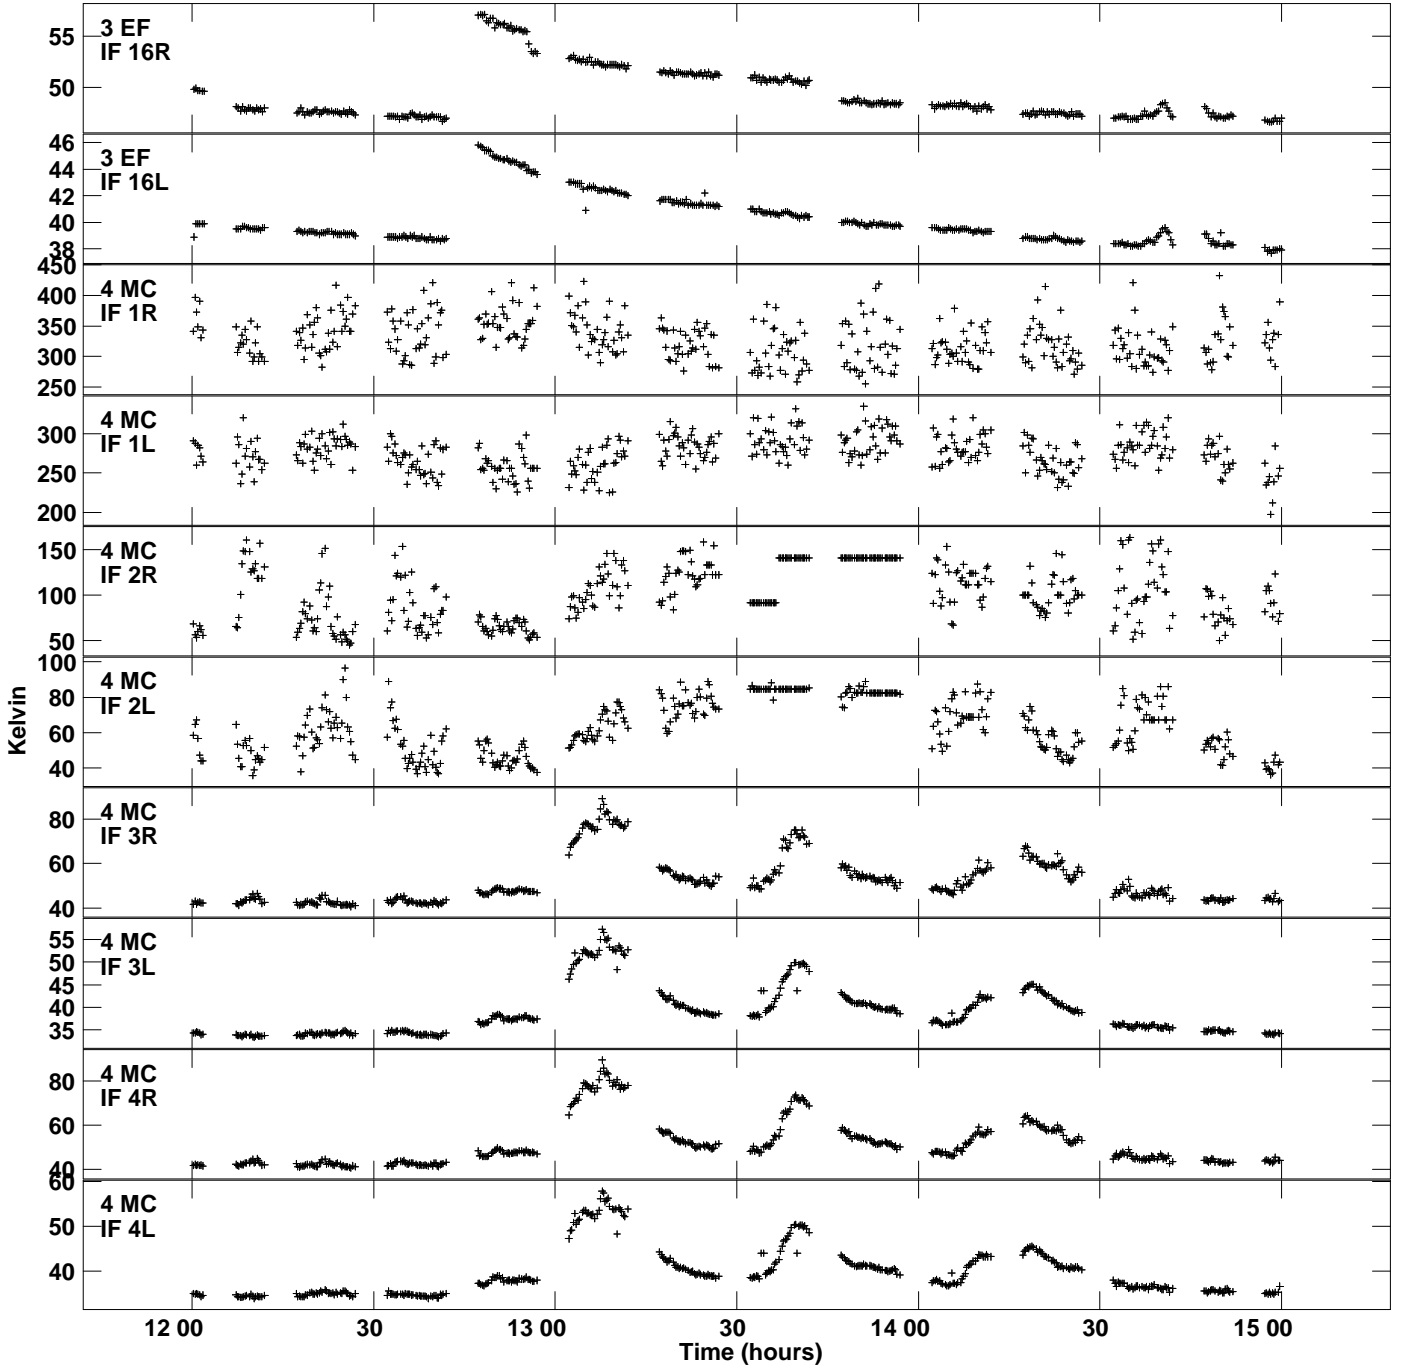 3 EF
IF 16R
55
50
3 EF
IF 16L
46
44
42
40
38
4 MC
IF 1R
450
400
350
300
250
4 MC
IF 1L
300
250
200
4 MC
IF 2R
150
100
50
4 MC
IF 2L
100
80
60
40
4 MC
IF 3R
80
60
40
4 MC
IF 3L
55
50
45
40
35
4 MC
IF 4R
80
60
40
4 MC
IF 4L
60
50
40
Kelvin
12 00 30 13 00 30 14 00 30 15 00
Time (hours)